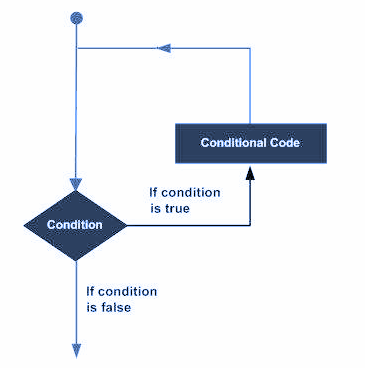 Conditional Code
If condition
is true
Condition
If condition
is false